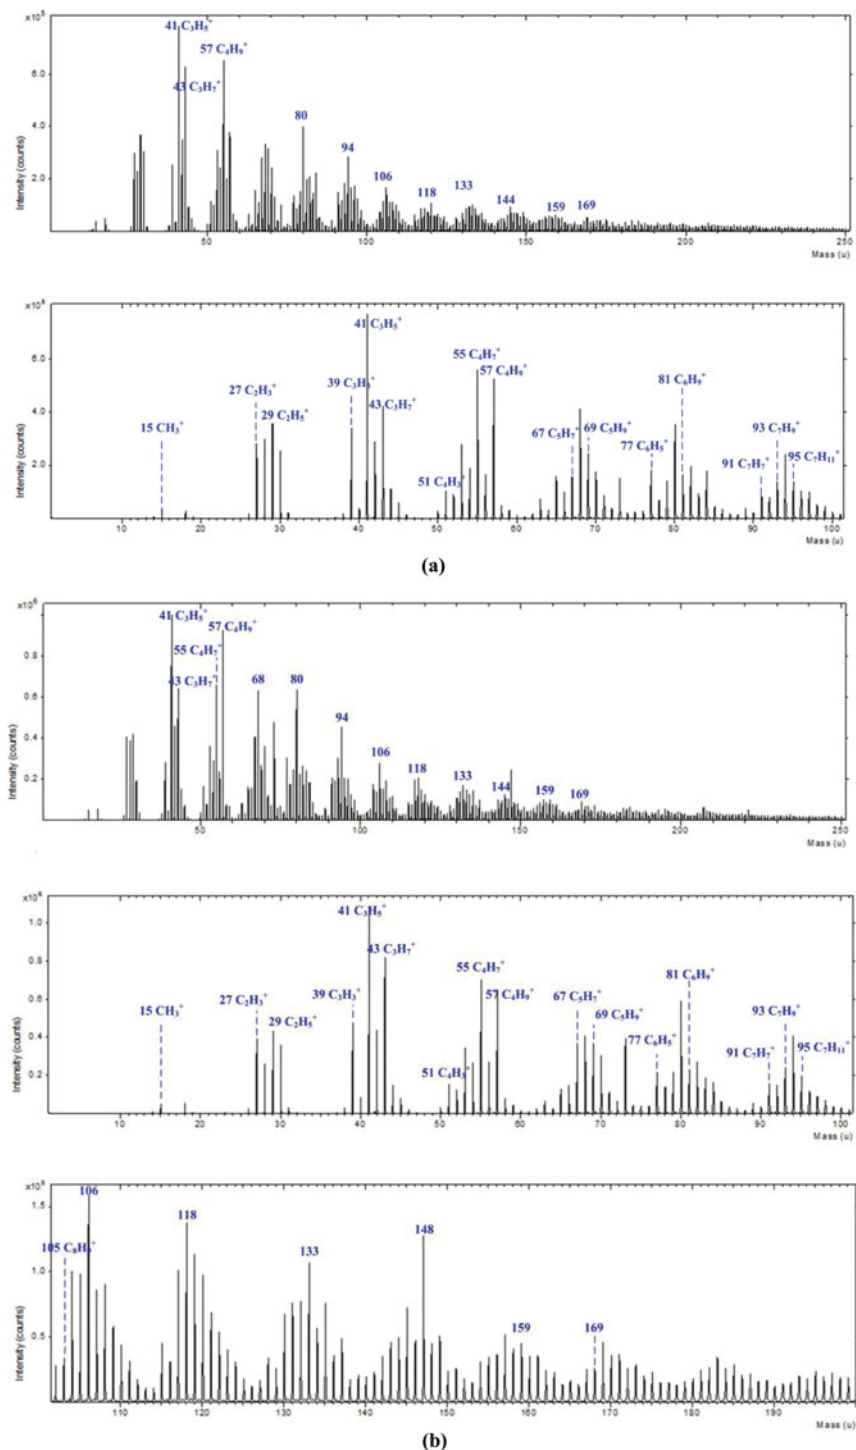 x10⁵
Intensity (counts)
6.0
4.0
2.0
41 C₃H₅⁺
57 C₄H₉⁺
43 C₃H₇⁺
80
94
106
118
133
144
159
169
50 100 150 200 250
Mass (u)
Intensity (counts)
6.0
4.0
2.0
41 C₃H₅⁺
55 C₄H₇⁺
57 C₄H₉⁺
39 C₃H₃⁺
81 C₆H₉⁺
27 C₂H₃⁺
43 C₃H₇⁺
29 C₂H₅⁺
67 C₅H₇⁺
69 C₅H₉⁺
93 C₇H₉⁺
15 CH₃⁺
77 C₆H₅⁺
51 C₄H₃⁺
91 C₇H₇⁺
95 C₇H₁₁⁺
10 20 30 40 50 60 70 80 90 100
Mass (u)
(a)
x10⁶
Intensity (counts)
0.8
0.6
0.4
0.2
41 C₃H₅⁺
57 C₄H₉⁺
55 C₄H₇⁺
43 C₃H₇⁺
68
80
94
106
118
133
144
159
169
50 100 150 200 250
Mass (u)
x10⁶
Intensity (counts)
1.0
0.8
0.6
0.4
0.2
41 C₃H₅⁺
43 C₃H₇⁺
55 C₄H₇⁺
81 C₆H₉⁺
39 C₃H₃⁺
67 C₅H₇⁺
57 C₄H₉⁺
27 C₂H₃⁺
93 C₇H₉⁺
15 CH₃⁺
69 C₅H₉⁺
29 C₂H₅⁺
77 C₆H₅⁺
91 C₇H₇⁺
95 C₇H₁₁⁺
51 C₄H₃⁺
10 20 30 40 50 60 70 80 90 100
Mass (u)
Intensity (counts)
1.5
1.0
0.5
106
118
148
105
133
159
169
110 120 130 140 150 160 170 180 190
Mass (u)
(b)